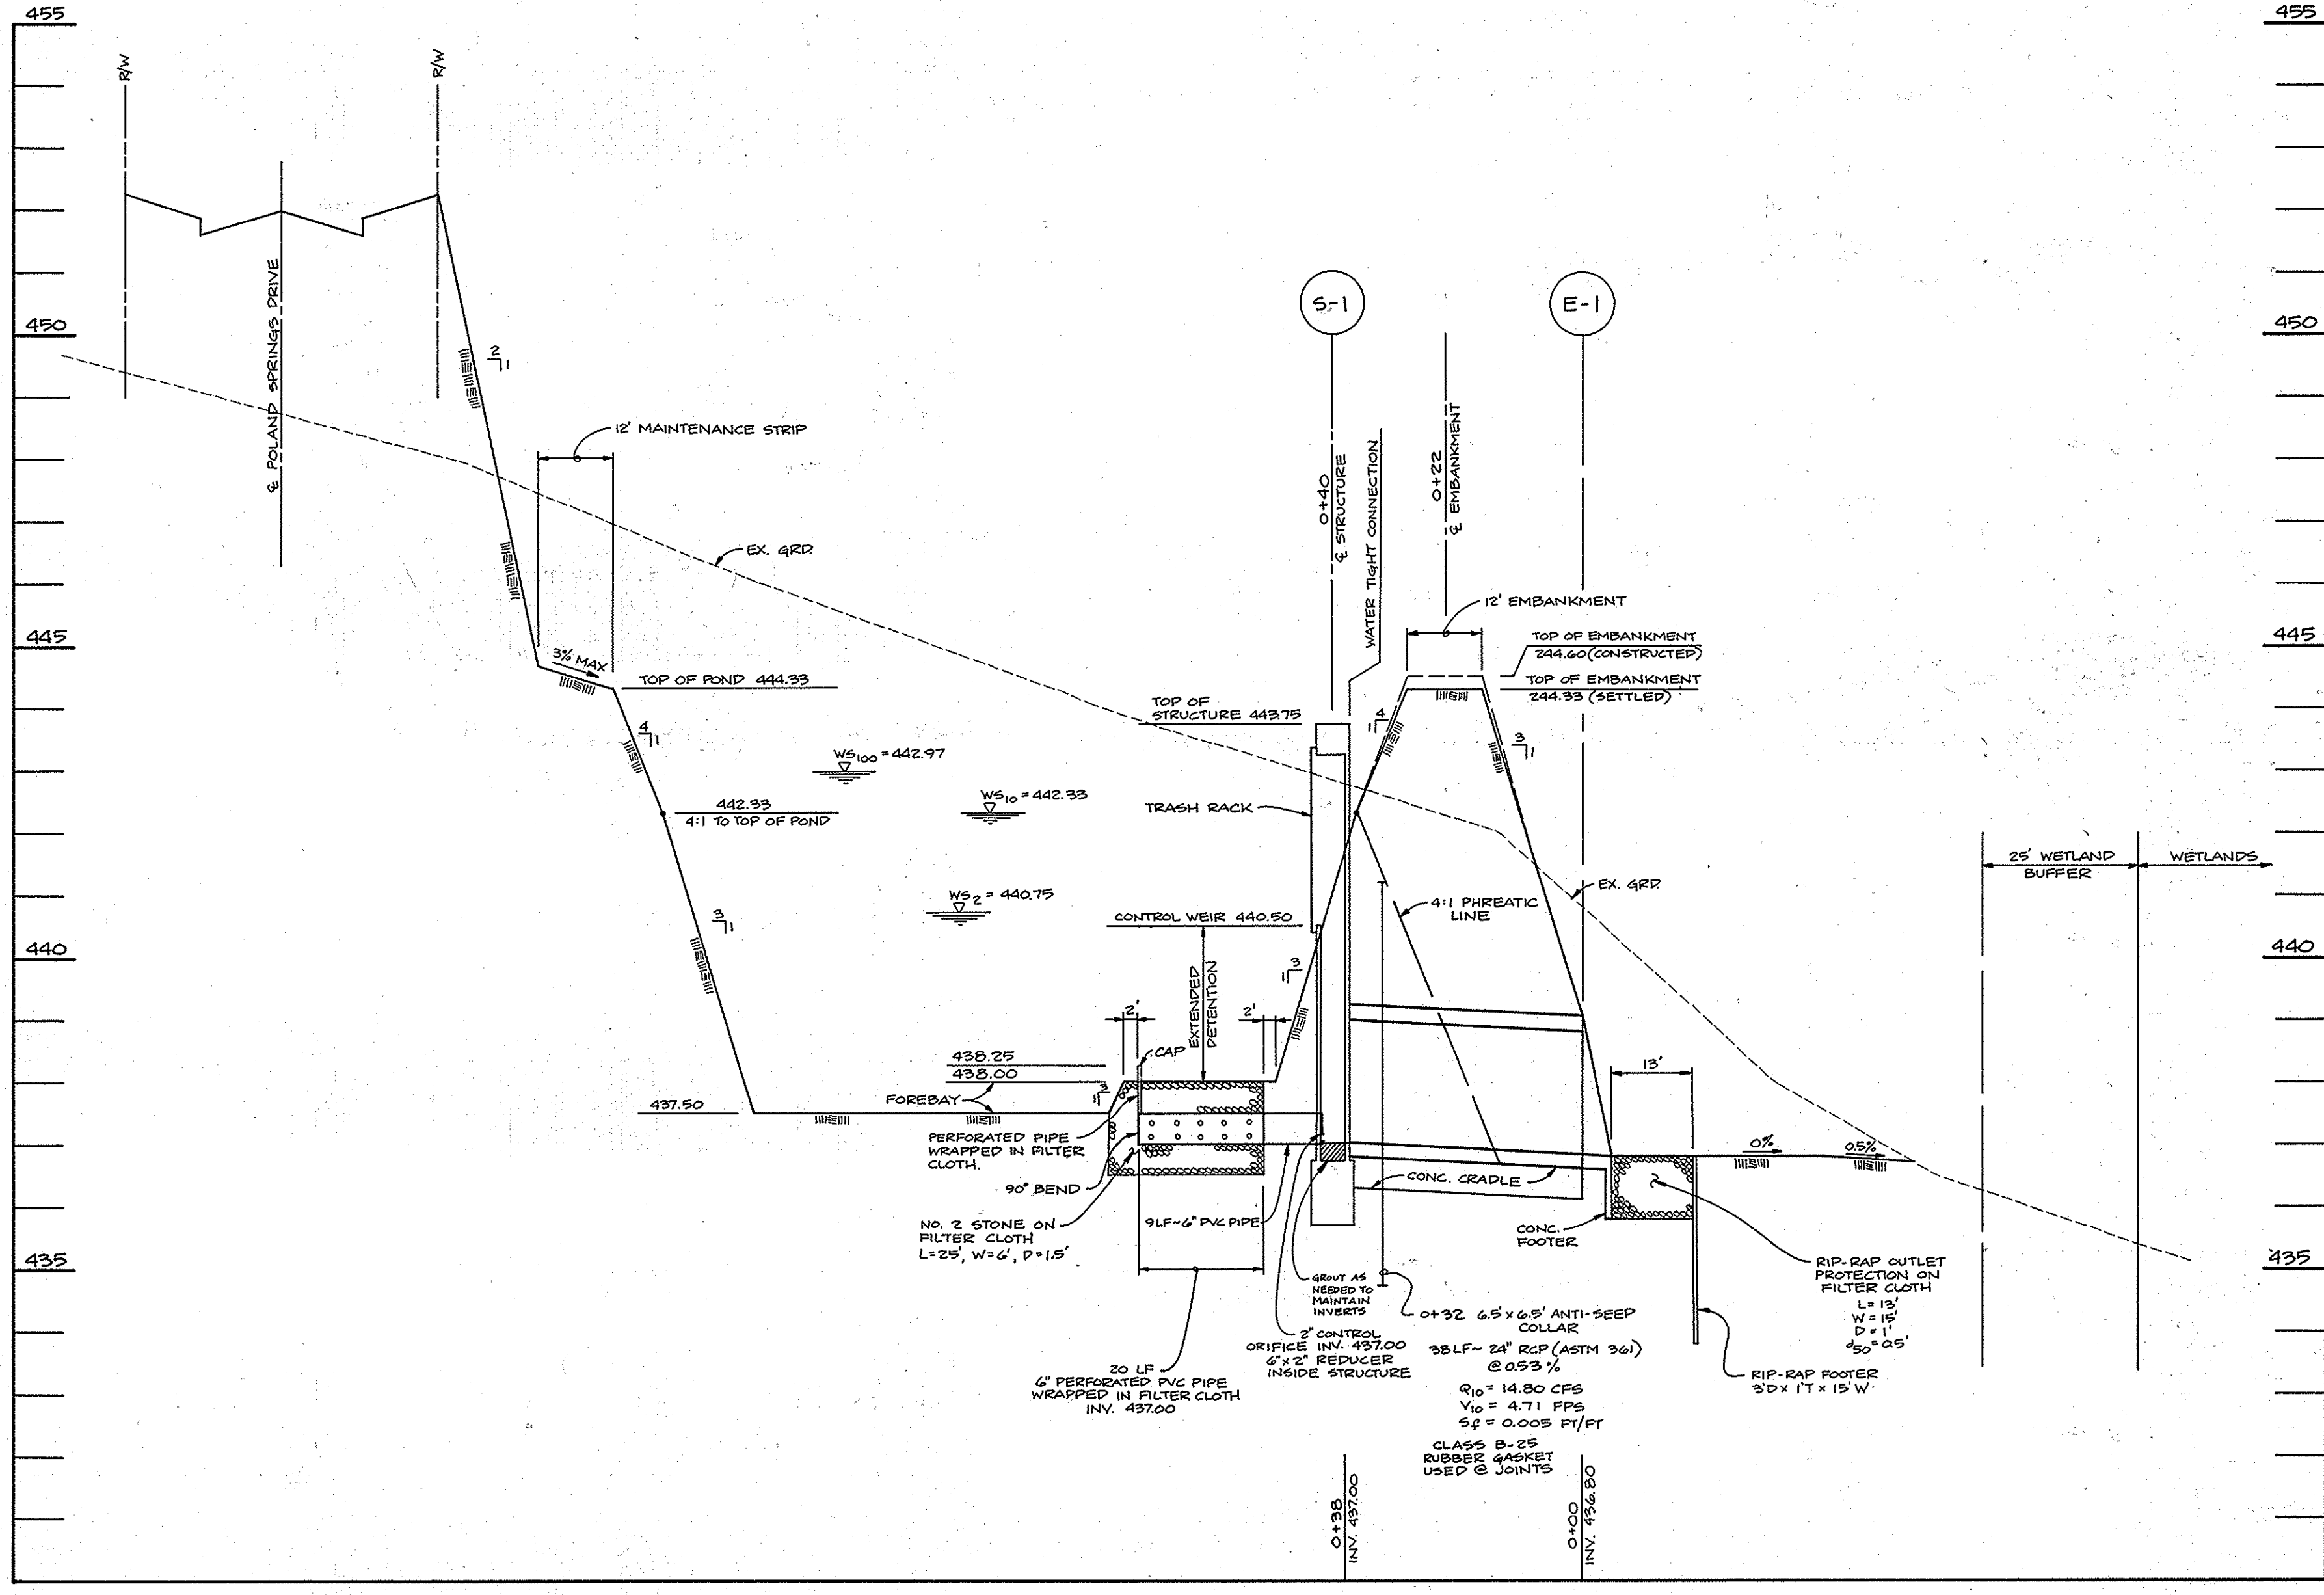 455
455
R/W
R/W
℄ POLAND SPRINGS DRIVE
S-1
E-1
450
450
2
1
12' MAINTENANCE STRIP
EX. GRD.
0+40
℄ STRUCTURE
WATER TIGHT CONNECTION
0+22
℄ EMBANKMENT
12' EMBANKMENT
445
445
TOP OF EMBANKMENT
244.60 (CONSTRUCTED)
TOP OF EMBANKMENT
244.33 (SETTLED)
3% MAX
TOP OF POND 444.33
TOP OF
STRUCTURE 443.75
4
1
4
1
3
1
WS100 = 442.97
WS10 = 442.33
442.33
4:1 TO TOP OF POND
TRASH RACK
25' WETLAND
BUFFER
WETLANDS
EX. GRD.
WS2 = 440.75
4:1 PHREATIC
LINE
3
1
CONTROL WEIR 440.50
440
440
EXTENDED
DETENTION
3
1
2'
2'
CAP
438.25
438.00
FOREBAY
3
1
437.50
13'
PERFORATED PIPE
WRAPPED IN FILTER
CLOTH.
0%
0.5%
90° BEND
CONC. CRADLE
NO. 2 STONE ON
FILTER CLOTH
L=25', W=6', D=1.5'
9LF~6" PVC PIPE
CONC.
FOOTER
435
435
RIP-RAP OUTLET
PROTECTION ON
FILTER CLOTH
L=13'
W=15'
D=1'
d50=0.5'
GROUT AS
NEEDED TO
MAINTAIN
INVERTS
0+32 6.5'x6.5' ANTI-SEEP
COLLAR
2" CONTROL
ORIFICE INV. 437.00
6"x2" REDUCER
INSIDE STRUCTURE
38LF~ 24" RCP (ASTM 361)
@ 0.53%
20 LF
6" PERFORATED PVC PIPE
WRAPPED IN FILTER CLOTH
INV. 437.00
RIP-RAP FOOTER
3'D x 1'T x 15'W
Q10 = 14.80 CFS
V10 = 4.71 FPS
Sf = 0.005 FT/FT
CLASS B-25
RUBBER GASKET
USED @ JOINTS
0+38
INV. 437.00
0+00
INV. 436.80